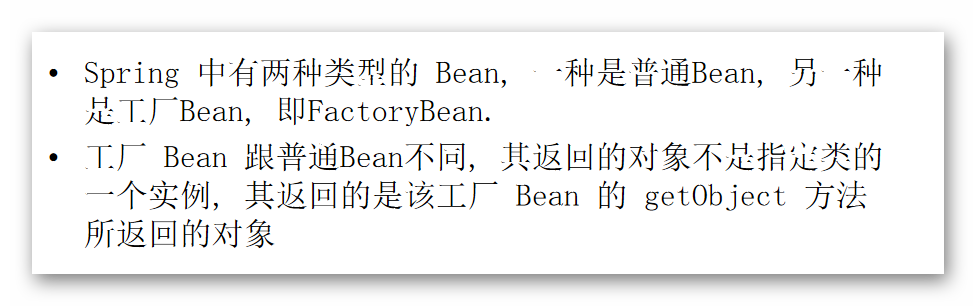 • Spring 中有两种类型的 Bean, 一种是普通Bean, 另一种
是工厂Bean, 即FactoryBean.
• 工厂 Bean 跟普通Bean不同, 其返回的对象不是指定类的
一个实例, 其返回的是该工厂 Bean 的 getObject 方法
所返回的对象